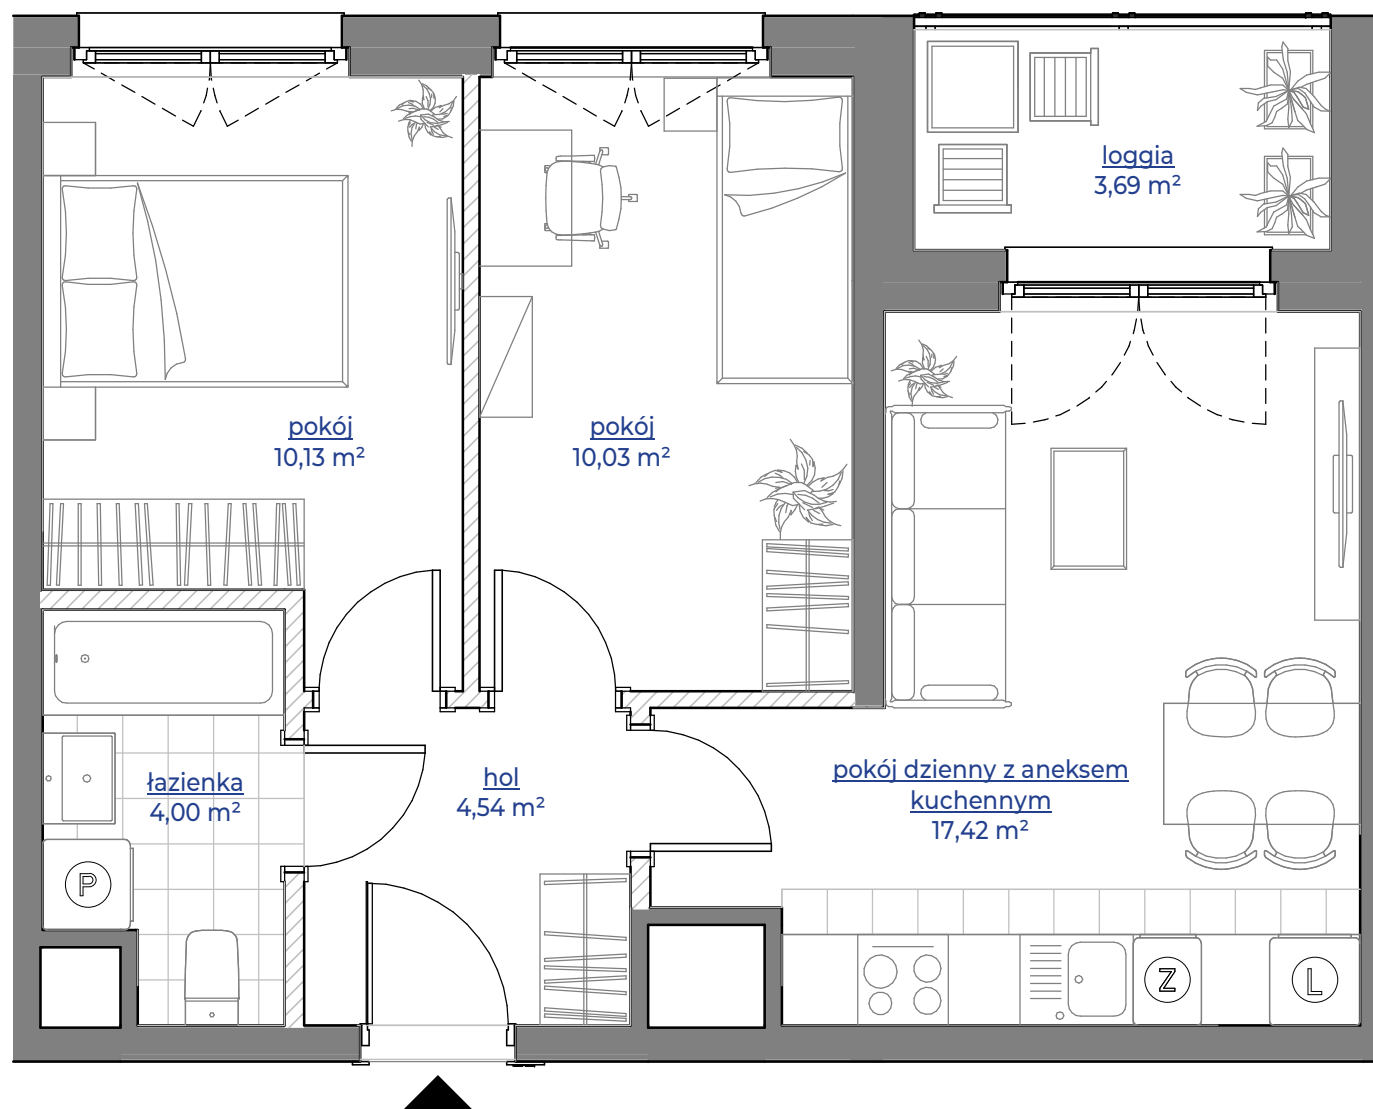 loggia
3,69 m²
pokój
10,13 m²
pokój
10,03 m²
łazienka
4,00 m²
hol
4,54 m²
pokój dzienny z aneksem
kuchennym
17,42 m²
P
Z
L